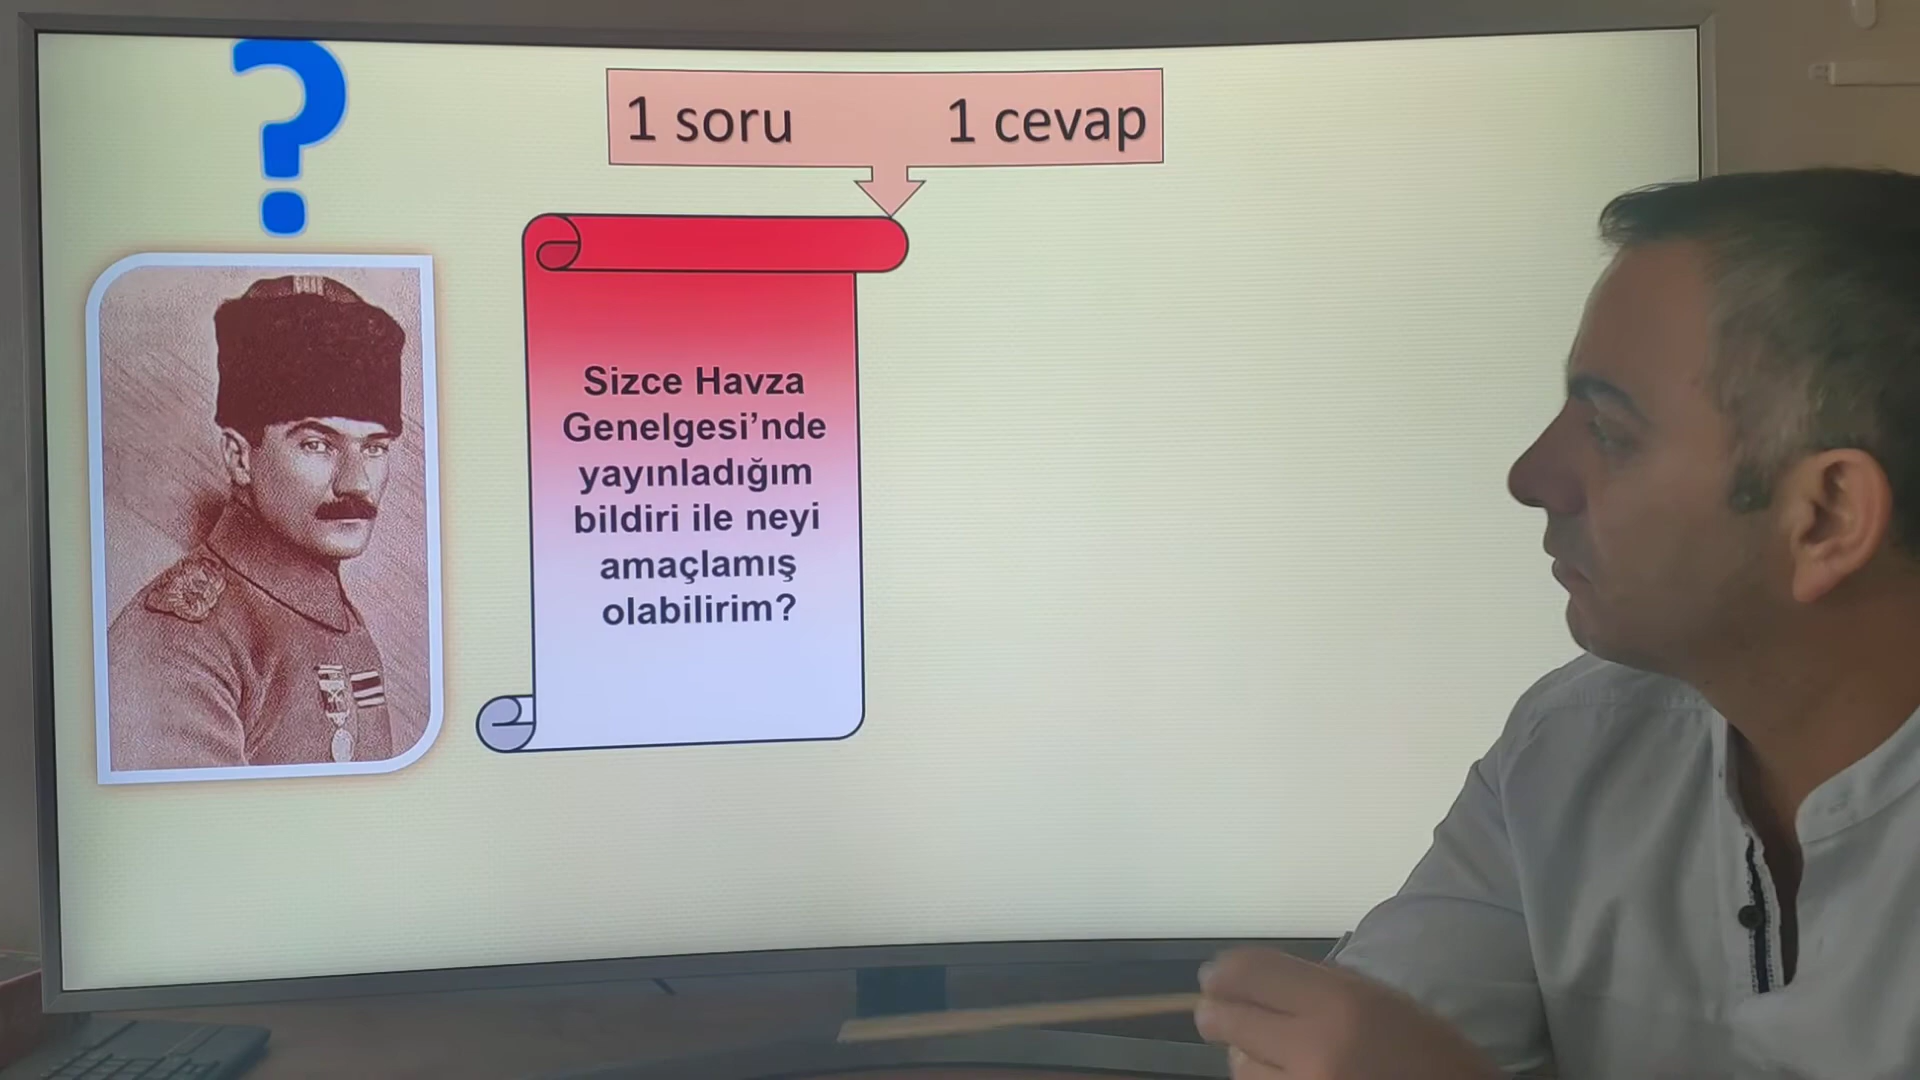 1 soru 1 cevap
Sizce Havza
Genelgesi’nde
yayınladığım
bildiri ile neyi
amaçlamış
olabilirim?